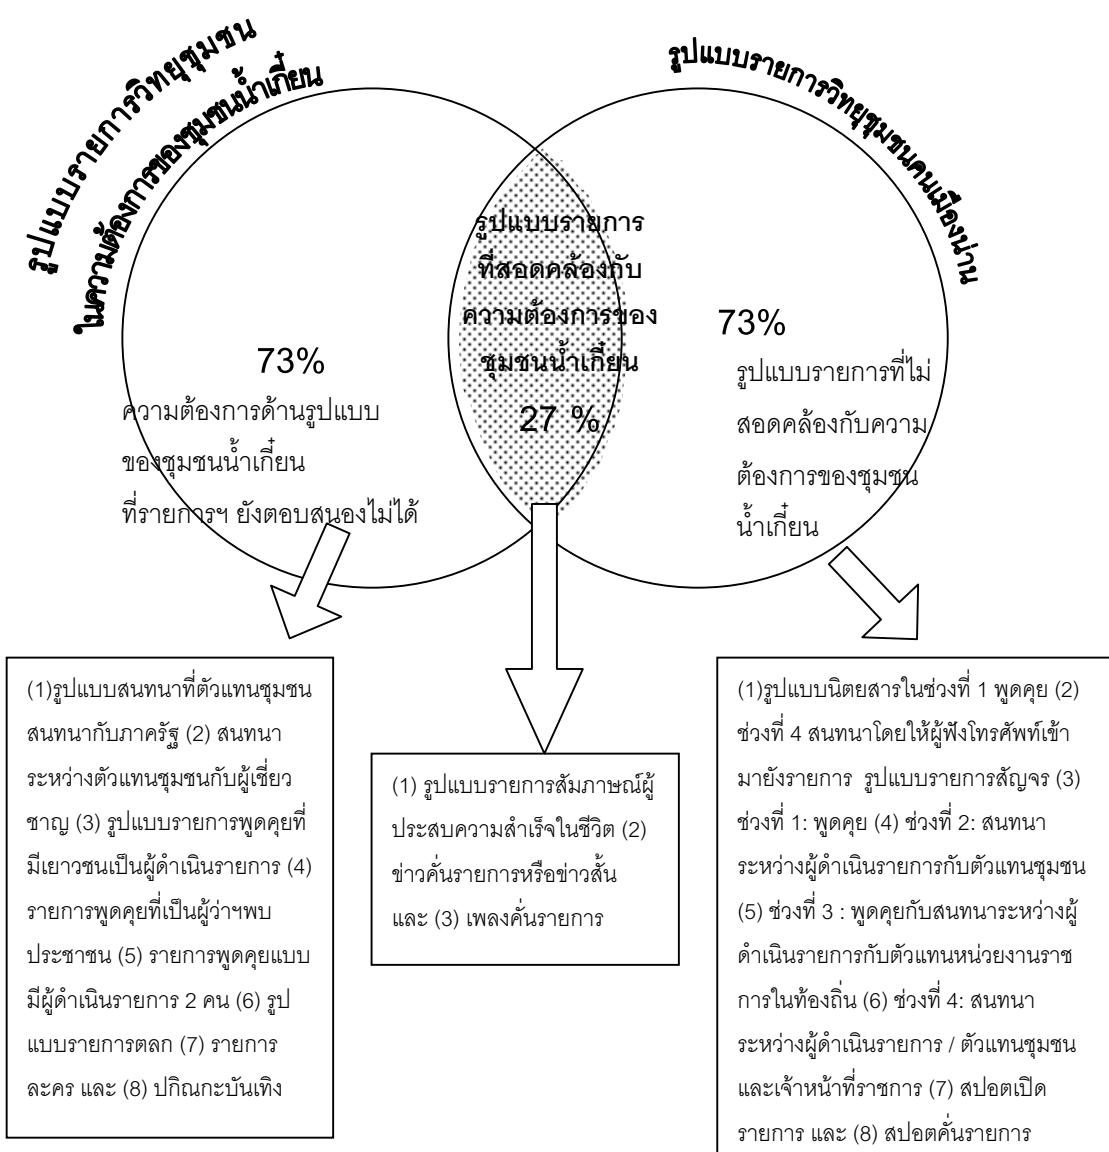 รูปแบบรายการวิทยุชุมชน
ในความต้องการของชุมชนน้ำเกี๋ยน
รูปแบบรายการวิทยุชุมชนคนเมืองน่าน
รูปแบบรายการ
ที่สอดคล้องกับ
ความต้องการของ
ชุมชนน้ำเกี๋ยน
27 %
73%
ความต้องการด้านรูปแบบ
ของชุมชนน้ำเกี๋ยน
ที่รายการฯ ยังตอบสนองไม่ได้
73%
รูปแบบรายการที่ไม่
สอดคล้องกับความ
ต้องการของชุมชน
น้ำเกี๋ยน
(1)รูปแบบสนทนาที่ตัวแทนชุมชน
สนทนากับภาครัฐ (2) สนทนา
ระหว่างตัวแทนชุมชนกับผู้เชี่ยว
ชาญ (3) รูปแบบรายการพูดคุยที่
มีเยาวชนเป็นผู้ดำเนินรายการ (4)
รายการพูดคุยที่เป็นผู้ว่าฯพบ
ประชาชน (5) รายการพูดคุยแบบ
มีผู้ดำเนินรายการ 2 คน (6) รูป
แบบรายการตลก (7) รายการ
ละคร และ (8) ปกิณกะบันเทิง
(1) รูปแบบรายการสัมภาษณ์ผู้
ประสบความสำเร็จในชีวิต (2)
ข่าวคั่นรายการหรือข่าวสั้น
และ (3) เพลงคั่นรายการ
(1)รูปแบบนิตยสารในช่วงที่ 1 พูดคุย (2)
ช่วงที่ 4 สนทนาโดยให้ผู้ฟังโทรศัพท์เข้า
มายังรายการ รูปแบบรายการสัญจร (3)
ช่วงที่ 1: พูดคุย (4) ช่วงที่ 2: สนทนา
ระหว่างผู้ดำเนินรายการกับตัวแทนชุมชน
(5) ช่วงที่ 3 : พูดคุยกับสนทนาระหว่างผู้
ดำเนินรายการกับตัวแทนหน่วยงานราช
การในท้องถิ่น (6) ช่วงที่ 4: สนทนา
ระหว่างผู้ดำเนินรายการ / ตัวแทนชุมชน
และเจ้าหน้าที่ราชการ (7) สปอตเปิด
รายการ และ (8) สปอตคั่นรายการ